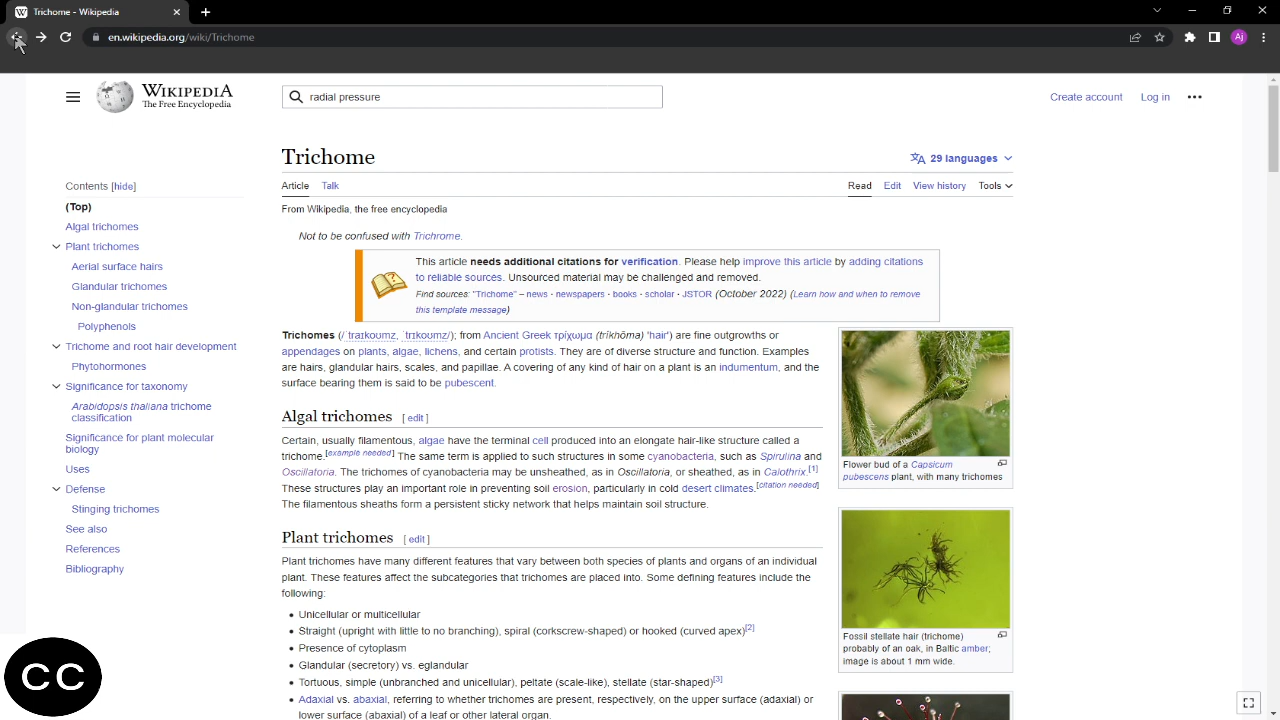 Trichome - Wikipedia
en.wikipedia.org/wiki/Trichome
Aj
WIKIPEDIA
The Free Encyclopedia
radial pressure
Create account
Log in
Trichome
29 languages
Article
Talk
Read
Edit
View history
Tools
From Wikipedia, the free encyclopedia
Contents [hide]
(Top)
Algal trichomes
Plant trichomes
Aerial surface hairs
Glandular trichomes
Non-glandular trichomes
Polyphenols
Trichome and root hair development
Phytohormones
Significance for taxonomy
Arabidopsis thaliana trichome
classification
Significance for plant molecular
biology
Uses
Defense
Stinging trichomes
See also
References
Bibliography
Not to be confused with Trichrome.
This article needs additional citations for verification. Please help improve this article by adding citations
to reliable sources. Unsourced material may be challenged and removed.
Find sources: "Trichome" – news · newspapers · books · scholar · JSTOR (October 2022) (Learn how and when to remove
this template message)
Trichomes (/ˈtraɪkoʊmz, ˈtrɪkoʊmz/); from Ancient Greek τρίχωμα (tríkhōma) 'hair') are fine outgrowths or
appendages on plants, algae, lichens, and certain protists. They are of diverse structure and function. Examples
are hairs, glandular hairs, scales, and papillae. A covering of any kind of hair on a plant is an indumentum, and the
surface bearing them is said to be pubescent.
Algal trichomes [ edit ]
Certain, usually filamentous, algae have the terminal cell produced into an elongate hair-like structure called a
trichome.[example needed] The same term is applied to such structures in some cyanobacteria, such as Spirulina and
Oscillatoria. The trichomes of cyanobacteria may be unsheathed, as in Oscillatoria, or sheathed, as in Calothrix.[1]
These structures play an important role in preventing soil erosion, particularly in cold desert climates.[citation needed]
The filamentous sheaths form a persistent sticky network that helps maintain soil structure.
Plant trichomes [ edit ]
Plant trichomes have many different features that vary between both species of plants and organs of an individual
plant. These features affect the subcategories that trichomes are placed into. Some defining features include the
following:
• Unicellular or multicellular
• Straight (upright with little to no branching), spiral (corkscrew-shaped) or hooked (curved apex)[2]
• Presence of cytoplasm
• Glandular (secretory) vs. eglandular
• Tortuous, simple (unbranched and unicellular), peltate (scale-like), stellate (star-shaped)[3]
• Adaxial vs. abaxial, referring to whether trichomes are present, respectively, on the upper surface (adaxial) or
lower surface (abaxial) of a leaf or other lateral organ.
Flower bud of a Capsicum
pubescens plant, with many trichomes
Fossil stellate hair (trichome)
probably of an oak, in Baltic amber;
image is about 1 mm wide.
CC